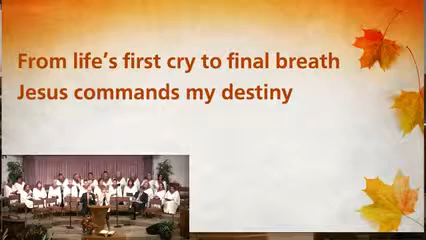 From life’s first cry to final breath
Jesus commands my destiny